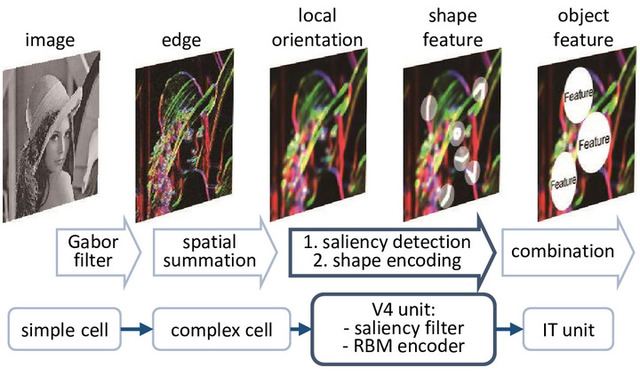 image
edge
local
orientation
shape
feature
object
feature
Feature
Feature
Feature
Gabor
filter
spatial
summation
1. saliency detection
2. shape encoding
combination
simple cell
complex cell
V4 unit:
- saliency filter
- RBM encoder
IT unit